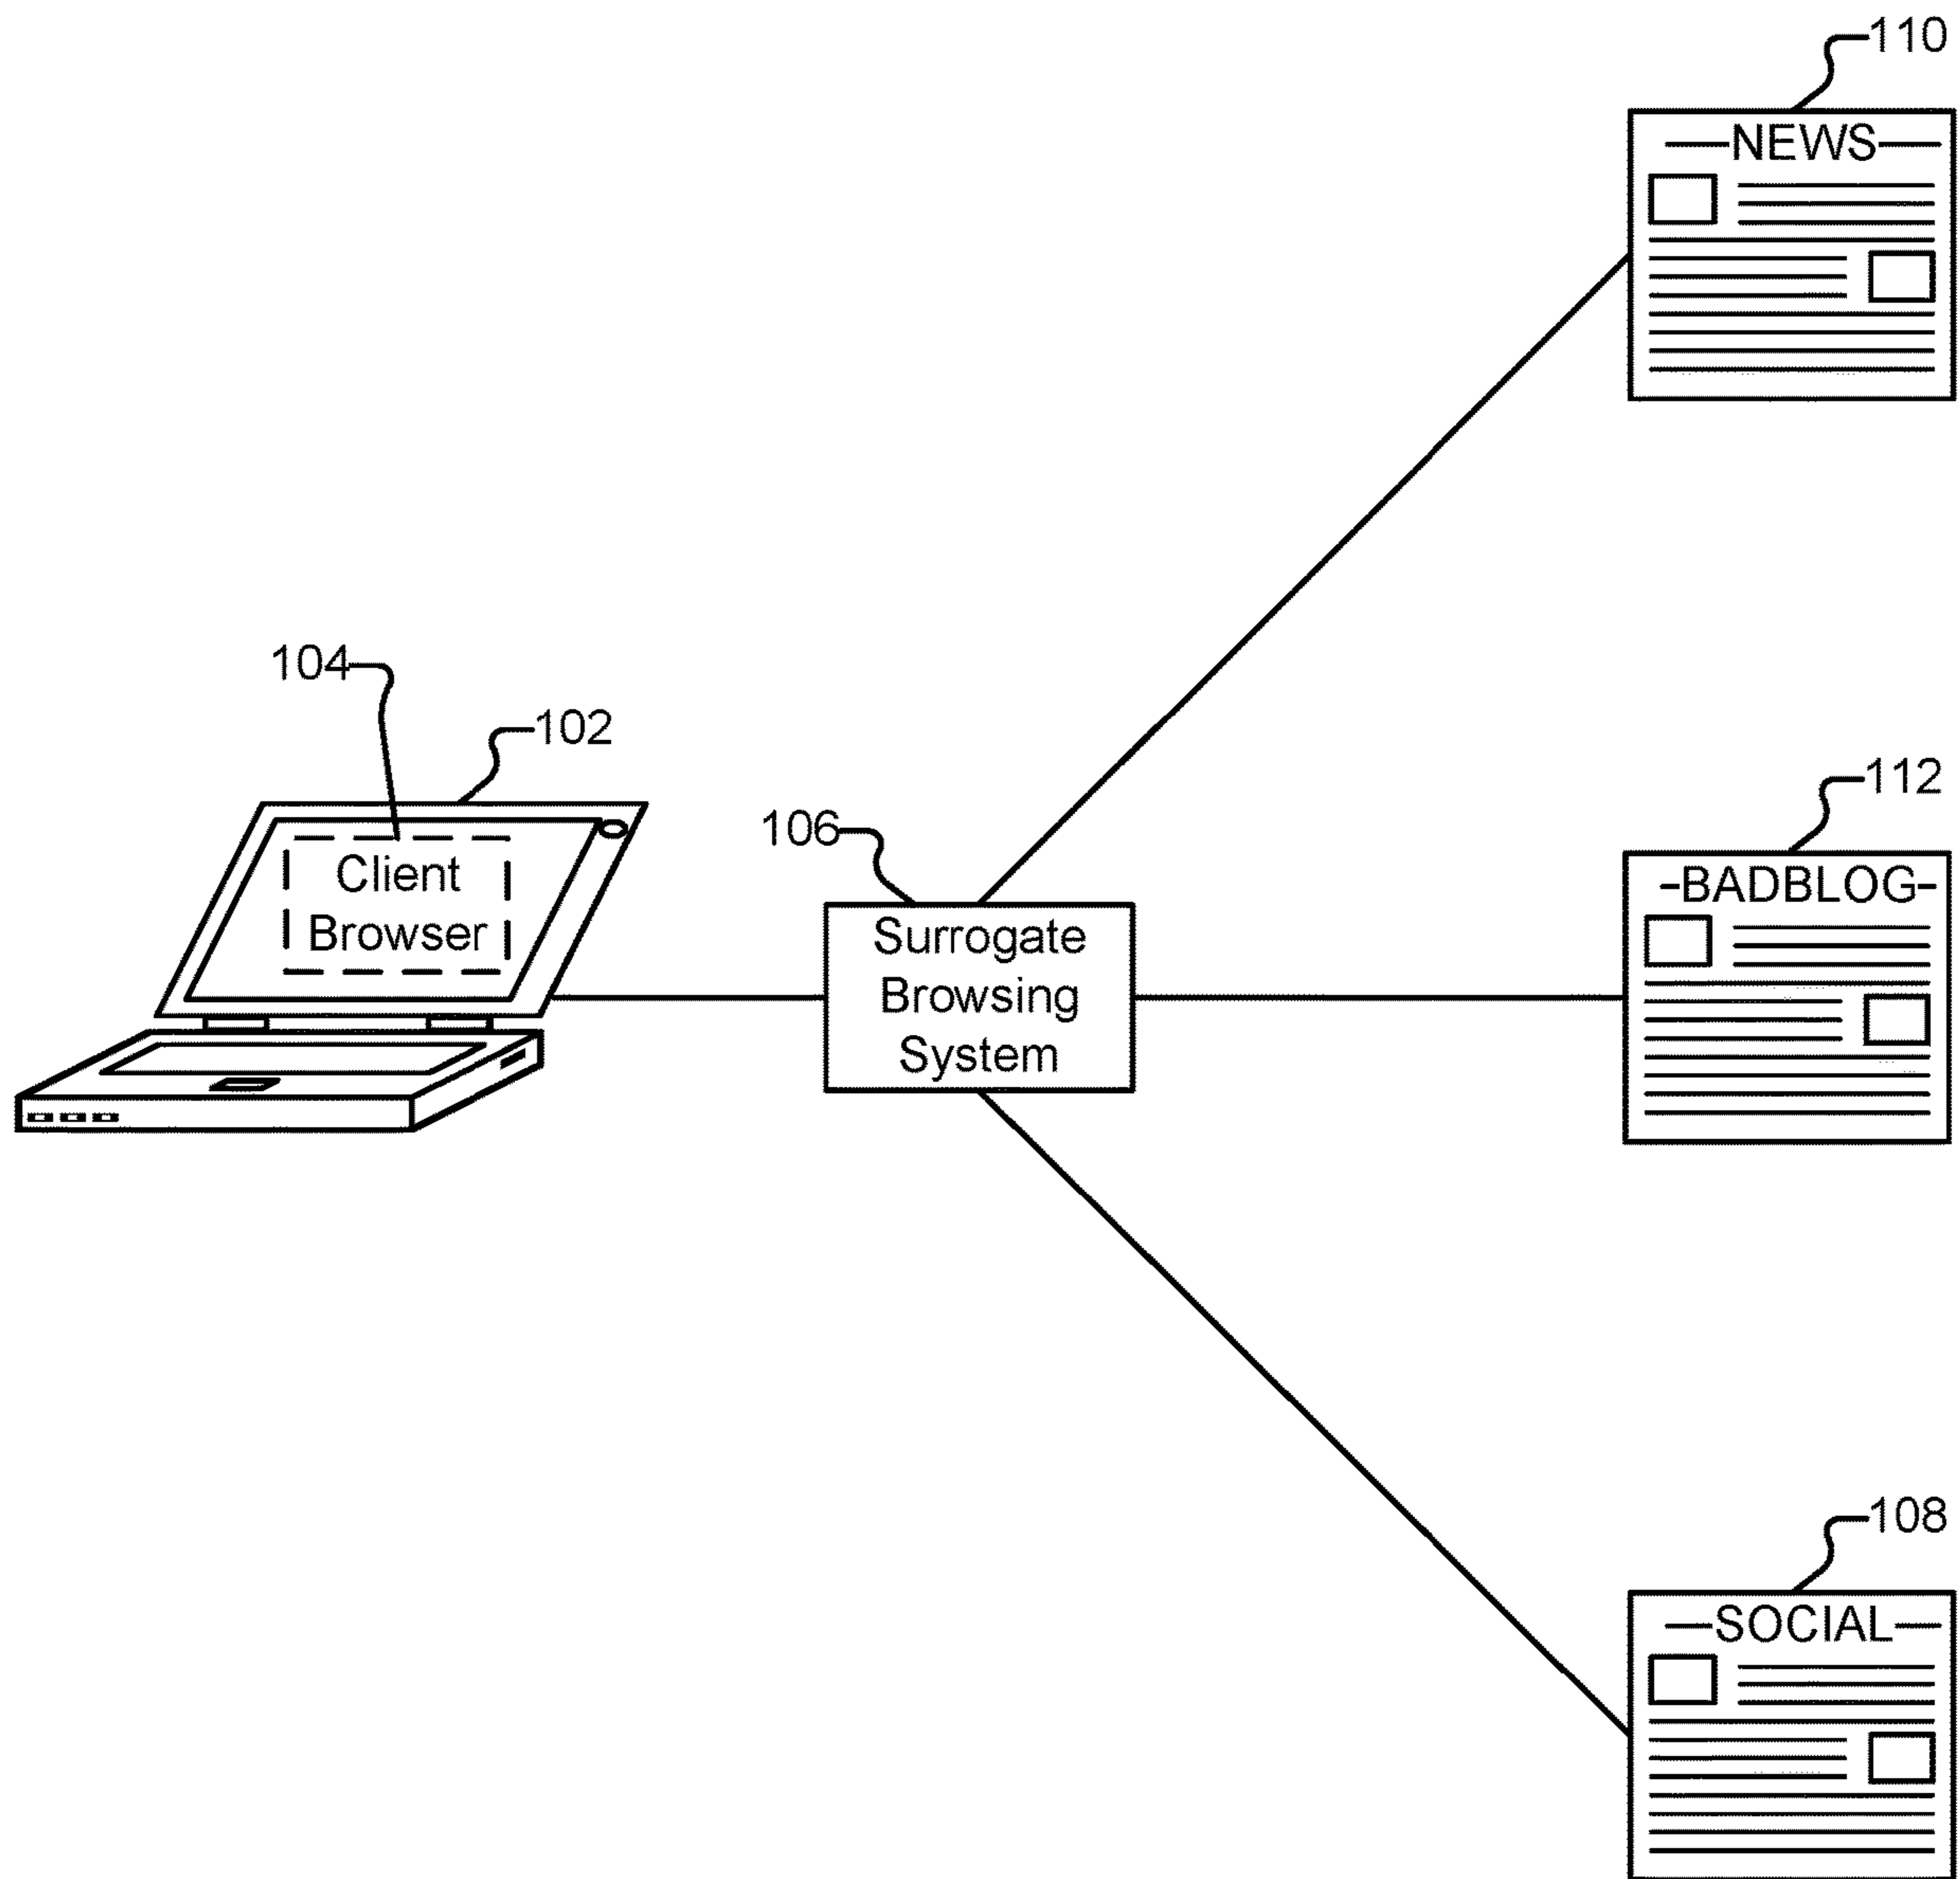 110
NEWS
104
102
Client
Browser
106
Surrogate
Browsing
System
112
-BADBLOG-
108
SOCIAL